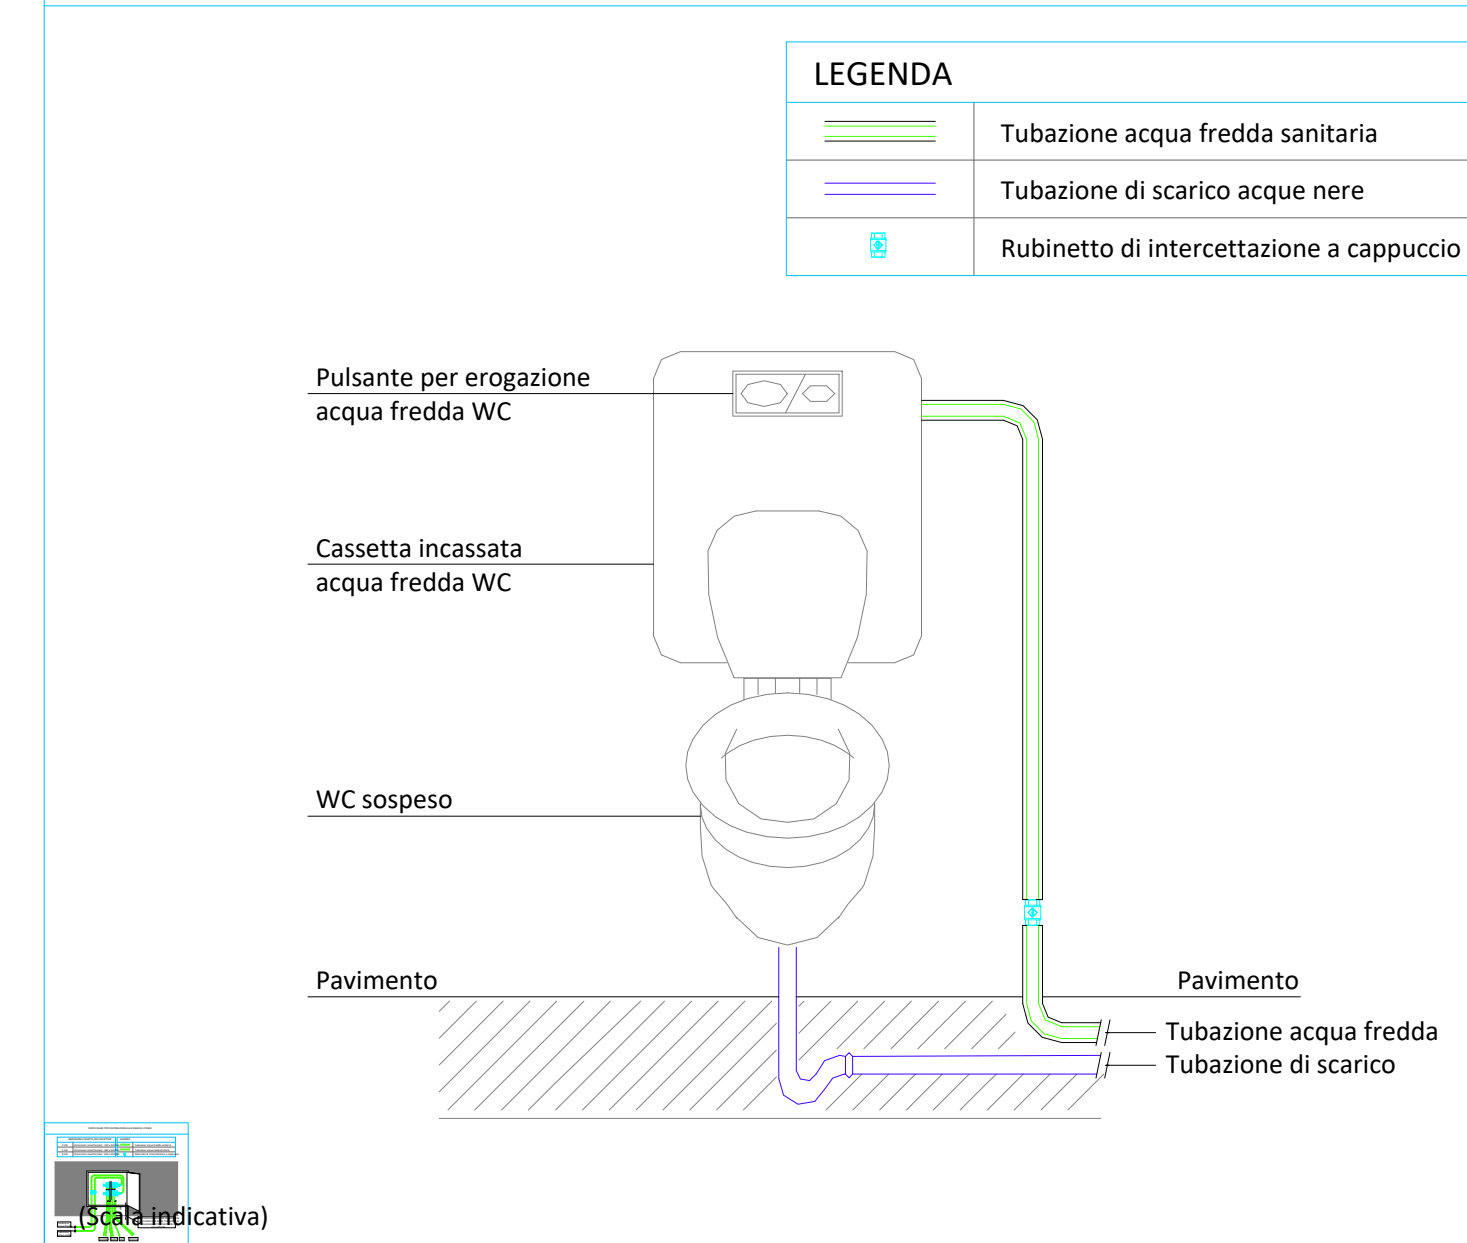 LEGENDA
Tubazione acqua fredda sanitaria
Tubazione di scarico acque nere
Rubinetto di intercettazione a cappuccio
Pulsante per erogazione
acqua fredda WC
Cassetta incassata
acqua fredda WC
WC sospeso
Pavimento
Pavimento
Tubazione acqua fredda
Tubazione di scarico
(Scala indicativa)